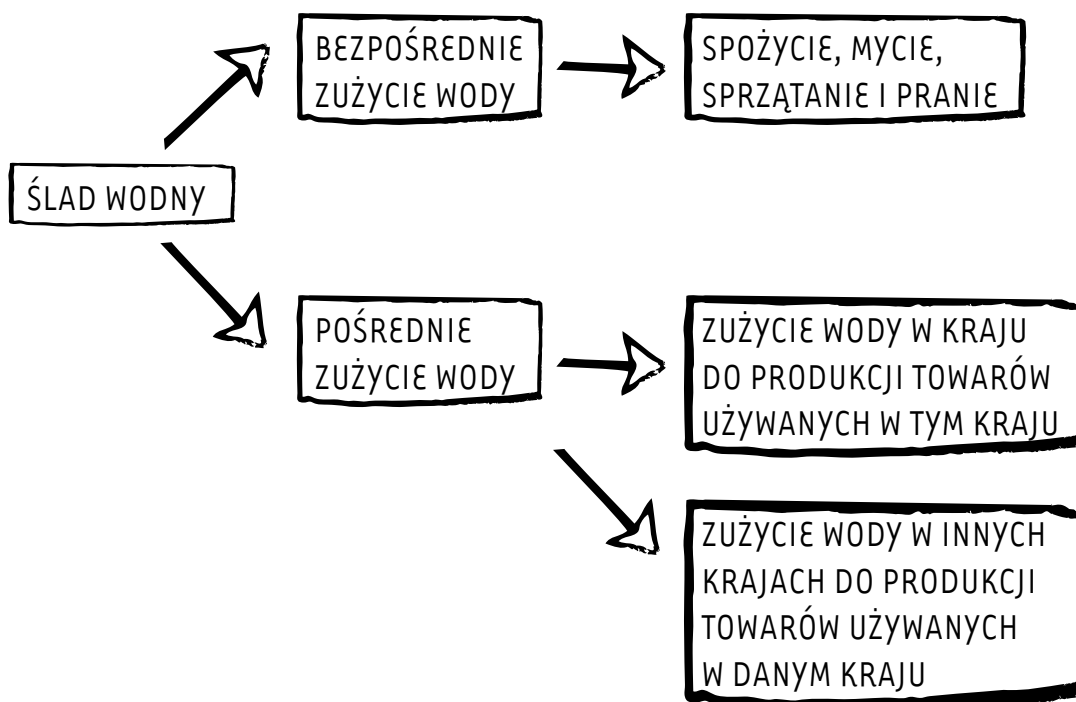 BEZPOŚREDNIE
ZUŻYCIE WODY
SPOŻYCIE, MYCIE,
SPRZĄTANIE I PRANIE
ŚLAD WODNY
POŚREDNIE
ZUŻYCIE WODY
ZUŻYCIE WODY W KRAJU
DO PRODUKCJI TOWARÓW
UŻYWANYCH W TYM KRAJU
ZUŻYCIE WODY W INNYCH
KRAJACH DO PRODUKCJI
TOWARÓW UŻYWANYCH
W DANYM KRAJU